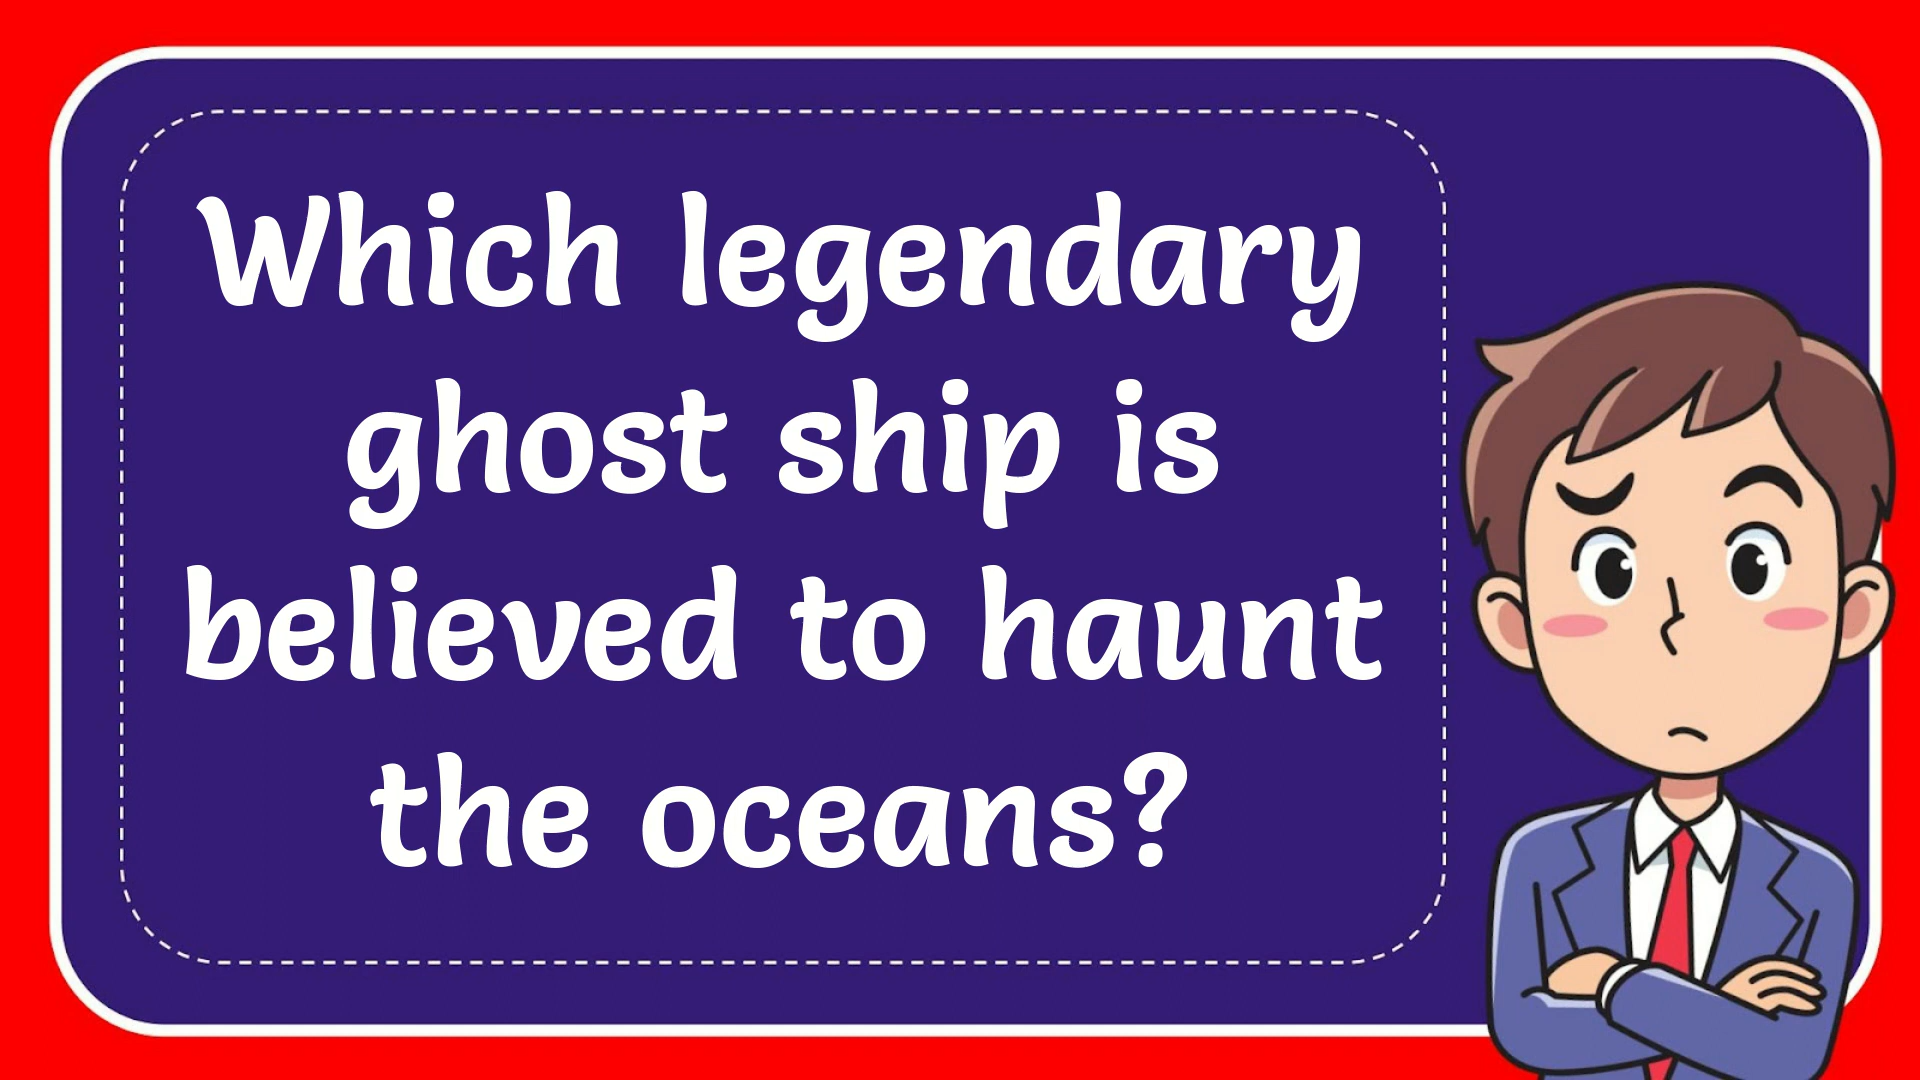 Which legendary
ghost ship is
believed to haunt
the oceans?